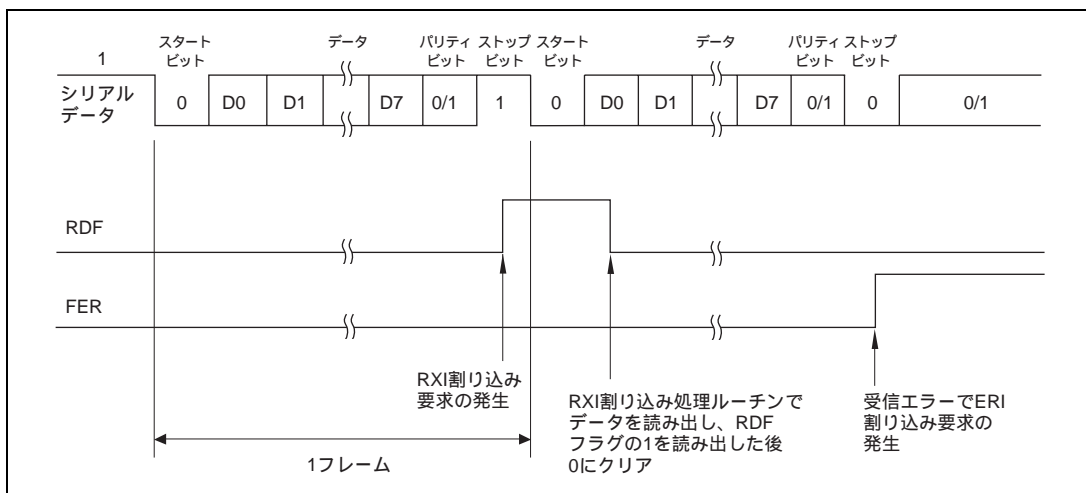 スタート
ビット
データ
パリティ
ビット
ストップ
ビット
スタート
ビット
データ
パリティ
ビット
ストップ
ビット
1
シリアル
データ
0 D0 D1 D7 0/1 1 0 D0 D1 D7 0/1 0 0/1
RDF
FER
RXI割り込み
要求の発生
RXI割り込み処理ルーチンで
データを読み出し、RDF
フラグの1を読み出した後
0にクリア
受信エラーでERI
割り込み要求の
発生
1フレーム